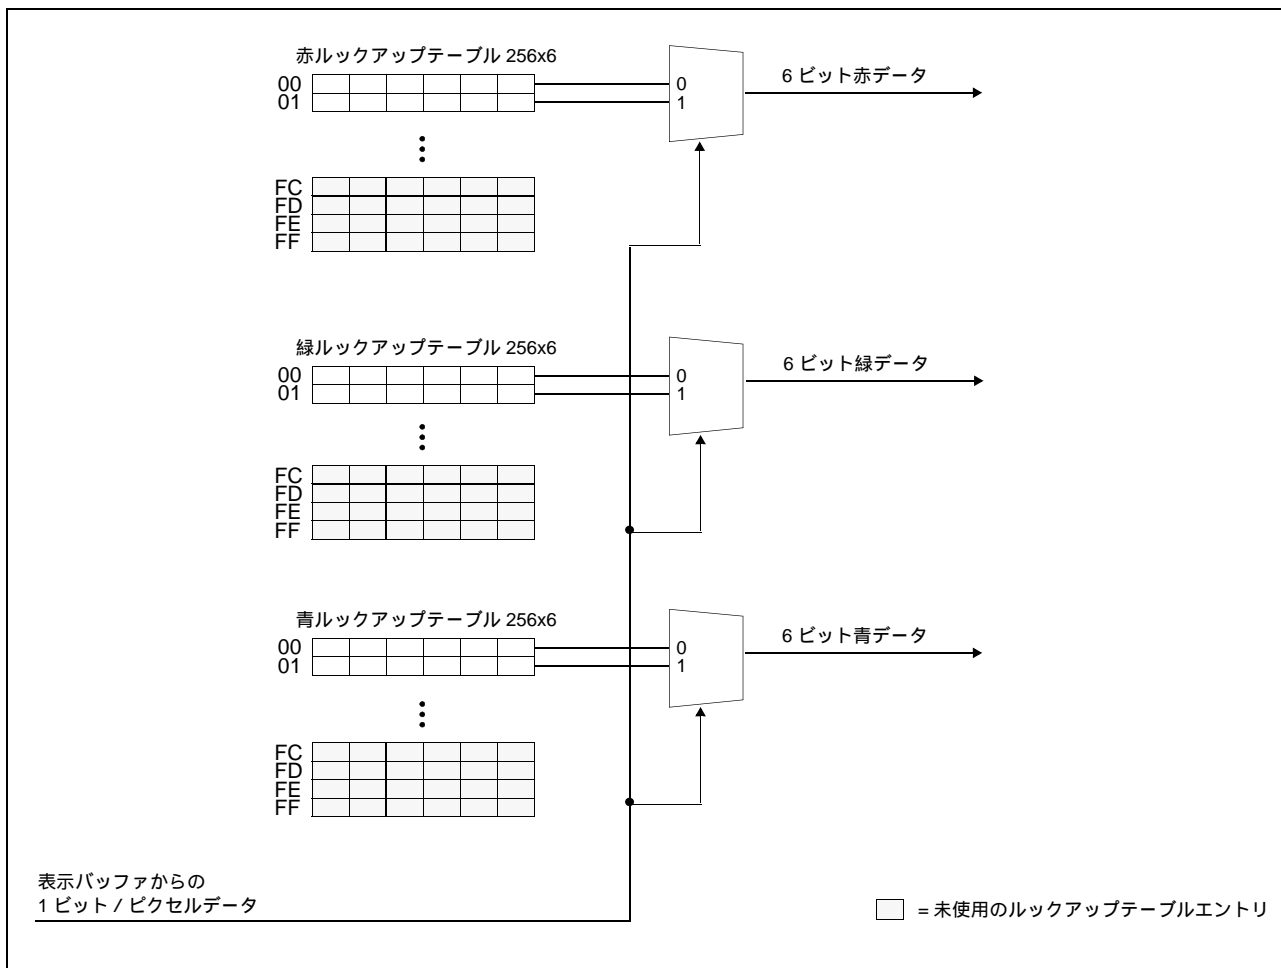 赤ルックアップテーブル 256x6
00
01
0
1
6 ビット赤データ
FC
FD
FE
FF
緑ルックアップテーブル 256x6
00
01
0
1
6 ビット緑データ
FC
FD
FE
FF
青ルックアップテーブル 256x6
00
01
0
1
6 ビット青データ
FC
FD
FE
FF
表示バッファからの
1 ビット / ピクセルデータ
= 未使用のルックアップテーブルエントリ